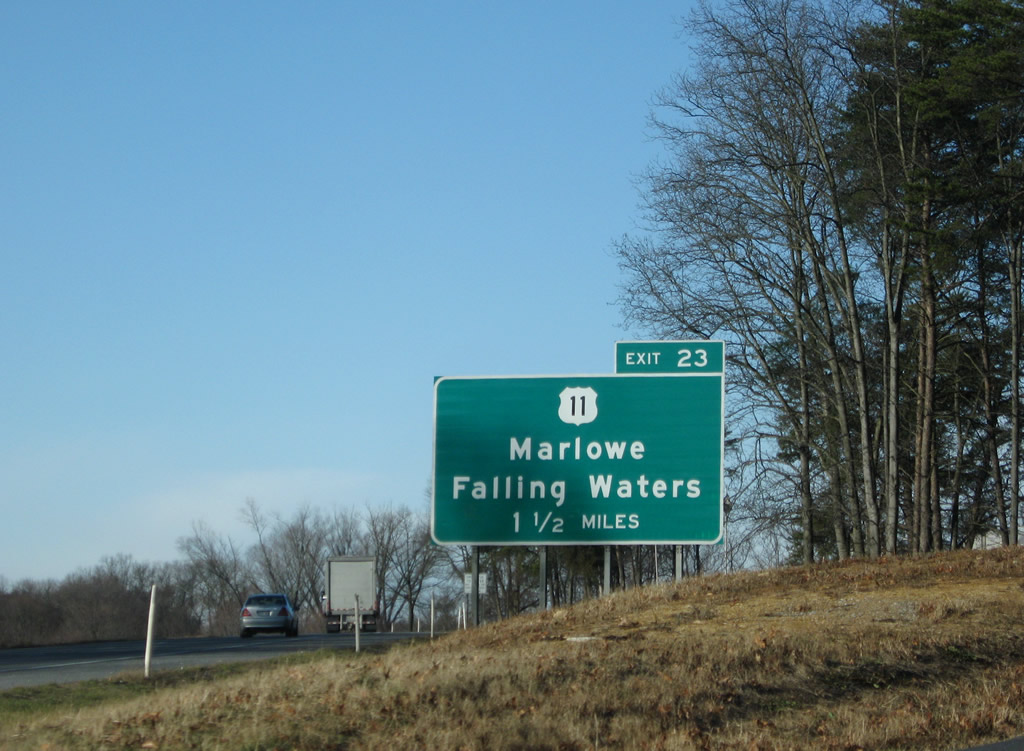 EXIT 23
11
Marlowe
Falling Waters
1 1/2 MILES